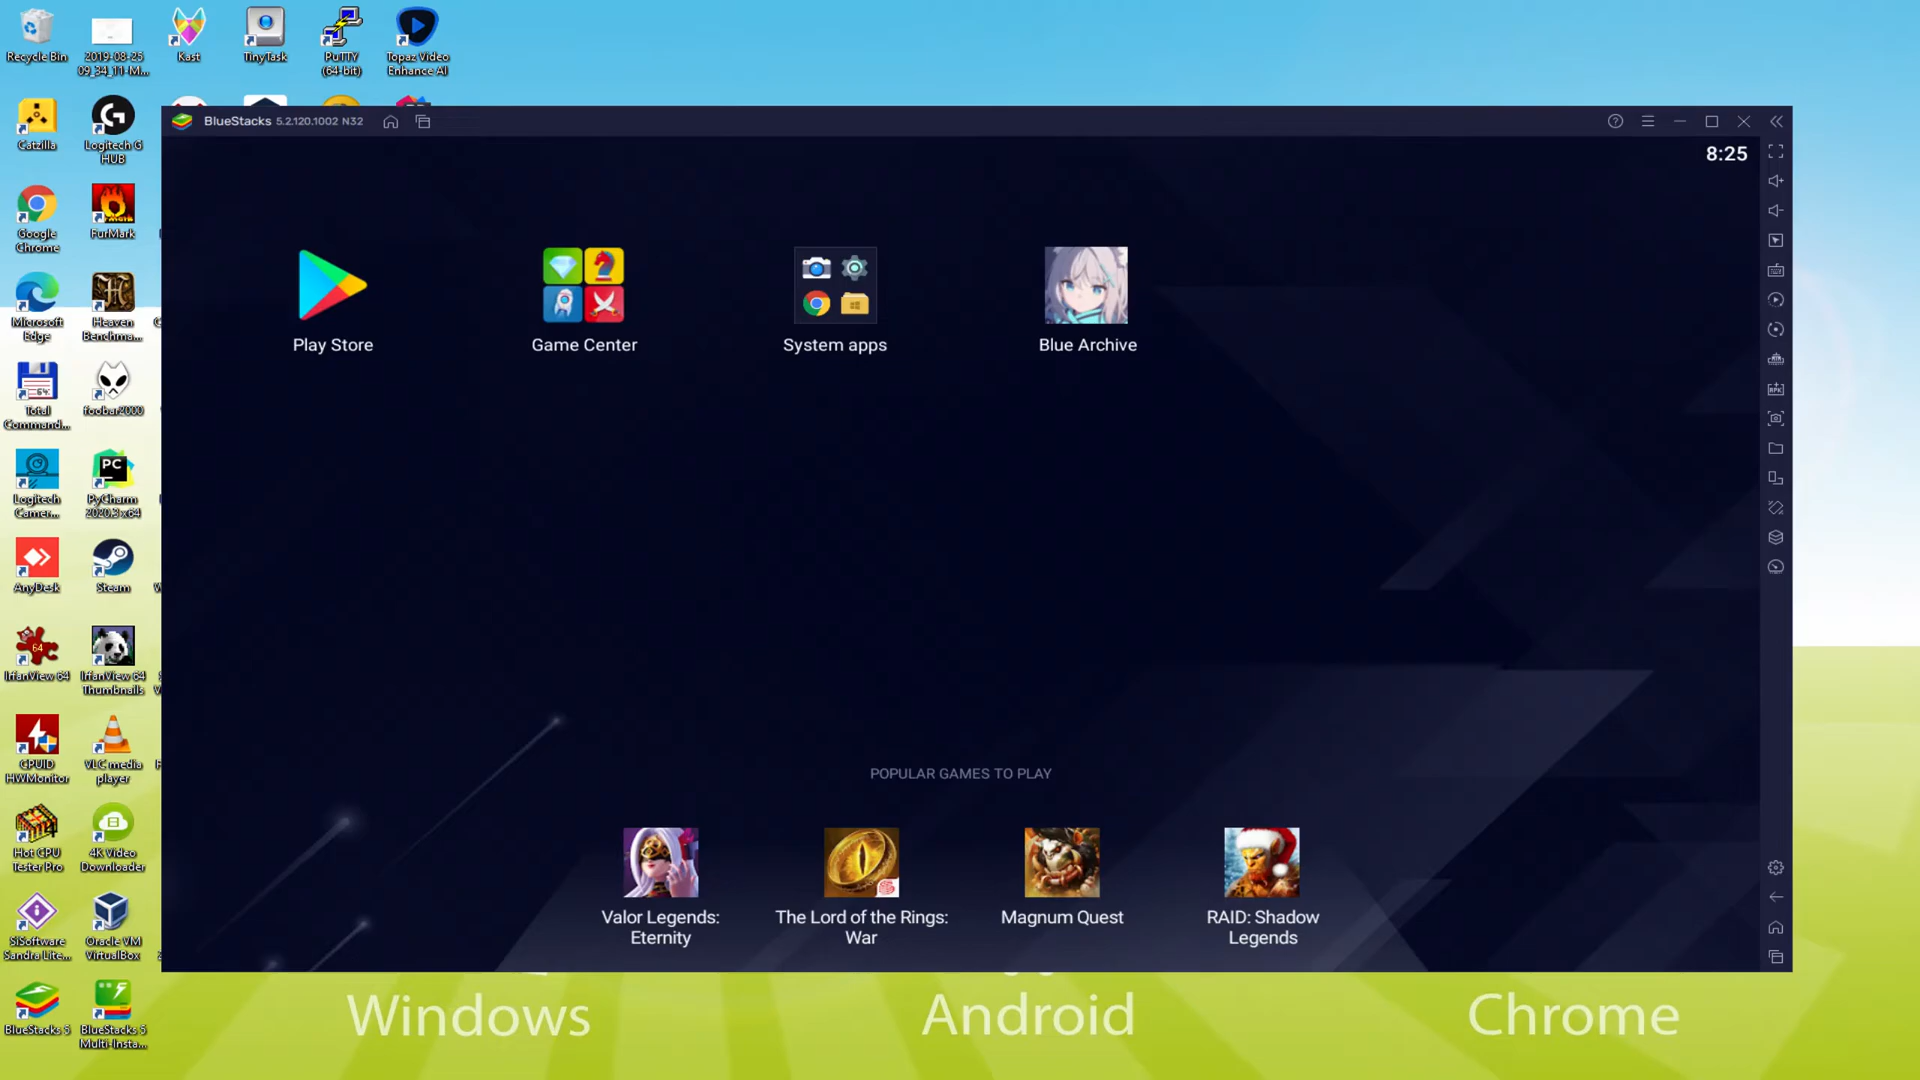 Recycle Bin
2019-08-25
09_34_11-M...
Kast
TinyTask
PuTTY
(64-bit)
Topaz Video
Enhance AI
Catzilla
Logitech G
HUB
BlueStacks 5.2.120.1002 N32
8:25
Google
Chrome
FurMark
Play Store
Game Center
System apps
Blue Archive
Microsoft
Edge
Heaven
Benchma...
Total
Command...
foobar2000
Logitech
Camer...
PyCharm
2020.3 x64
AnyDesk
Steam
IrfanView 64
IrfanView 64
Thumbnails
CPUID
HWMonitor
VLC media
player
POPULAR GAMES TO PLAY
Hot CPU
Tester Pro
4K Video
Downloader
Valor Legends:
Eternity
The Lord of the Rings:
War
Magnum Quest
RAID: Shadow
Legends
SiSoftware
Sandra Lite...
Oracle VM
VirtualBox
BlueStacks 5
BlueStacks 5
Multi-Insta...
Windows
Android
Chrome